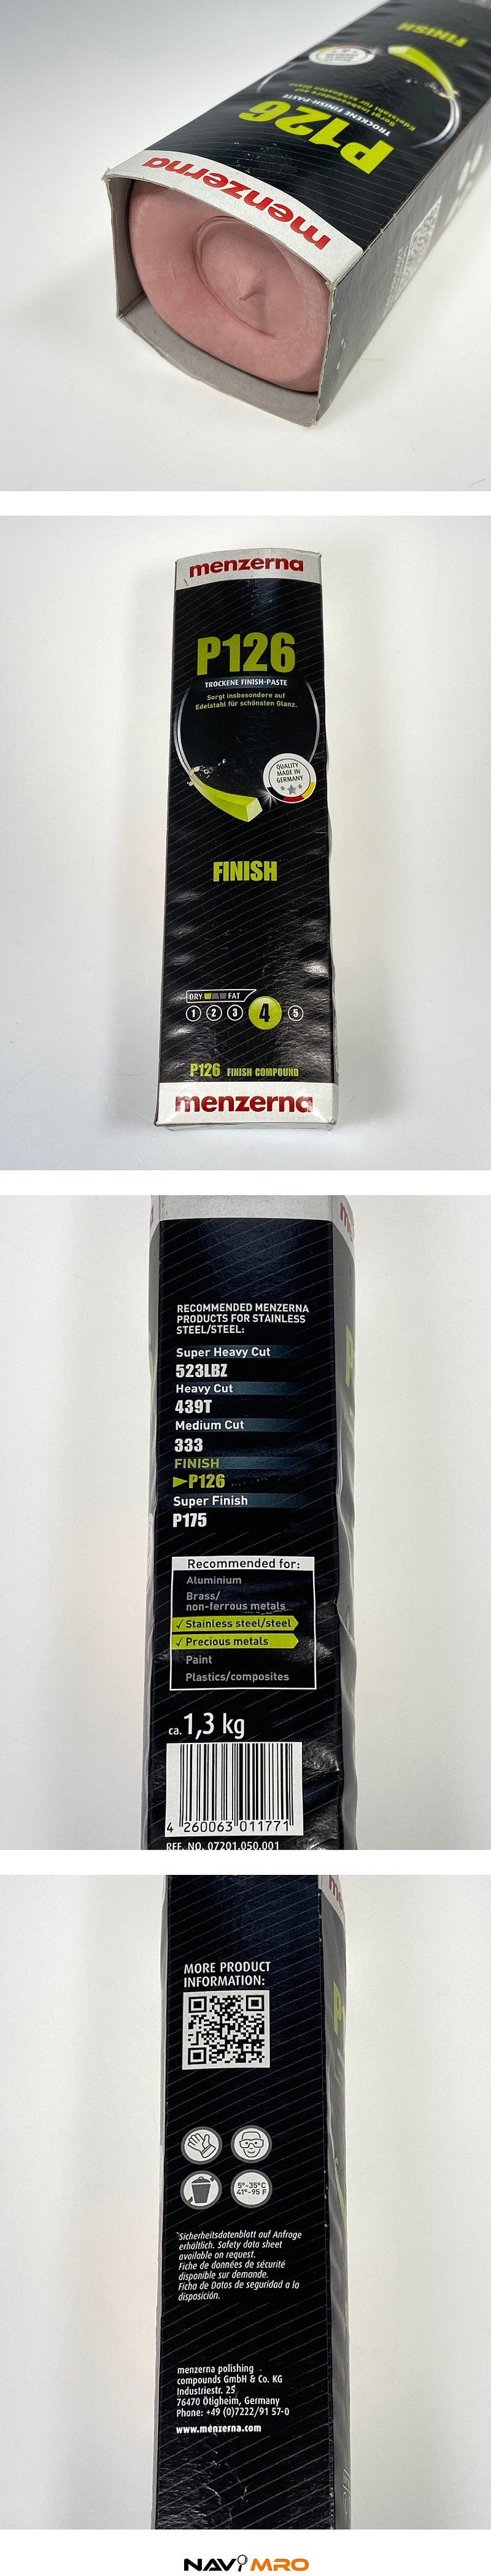 menzerna
P126
TROCKENE FINISH-PASTE
Sorgt insbesondere auf
Edelstahl für schönsten Glanz.
FINISH
menzerna
P126
TROCKENE FINISH-PASTE
Sorgt insbesondere auf
Edelstahl für schönsten Glanz.
QUALITY
MADE IN
GERMANY
FINISH
DRY FAT
1 2 3 4 5
P126 FINISH COMPOUND
menzerna
RECOMMENDED MENZERNA
PRODUCTS FOR STAINLESS
STEEL/STEEL:
Super Heavy Cut
523LBZ
Heavy Cut
439T
Medium Cut
333
FINISH
►P126
Super Finish
P175
Recommended for:
Aluminium
Brass/
non-ferrous metals
✓ Stainless steel/steel
✓ Precious metals
Paint
Plastics/composites
ca. 1,3 kg
4 260063 011771
REF. NO. 07201.050.001
MORE PRODUCT
INFORMATION:
5°-35°C
41°-95 F
*Sicherheitsdatenblatt auf Anfrage
erhältlich. Safety data sheet
available on request.
Fiche de données de sécurité
disponible sur demande.
Ficha de Datos de seguridad a la
disposición.
menzerna polishing
compounds GmbH & Co. KG
Industriestr. 25
76470 Ötigheim, Germany
Phone: +49 (0)7222/91 57-0
www.menzerna.com
NAVI MRO